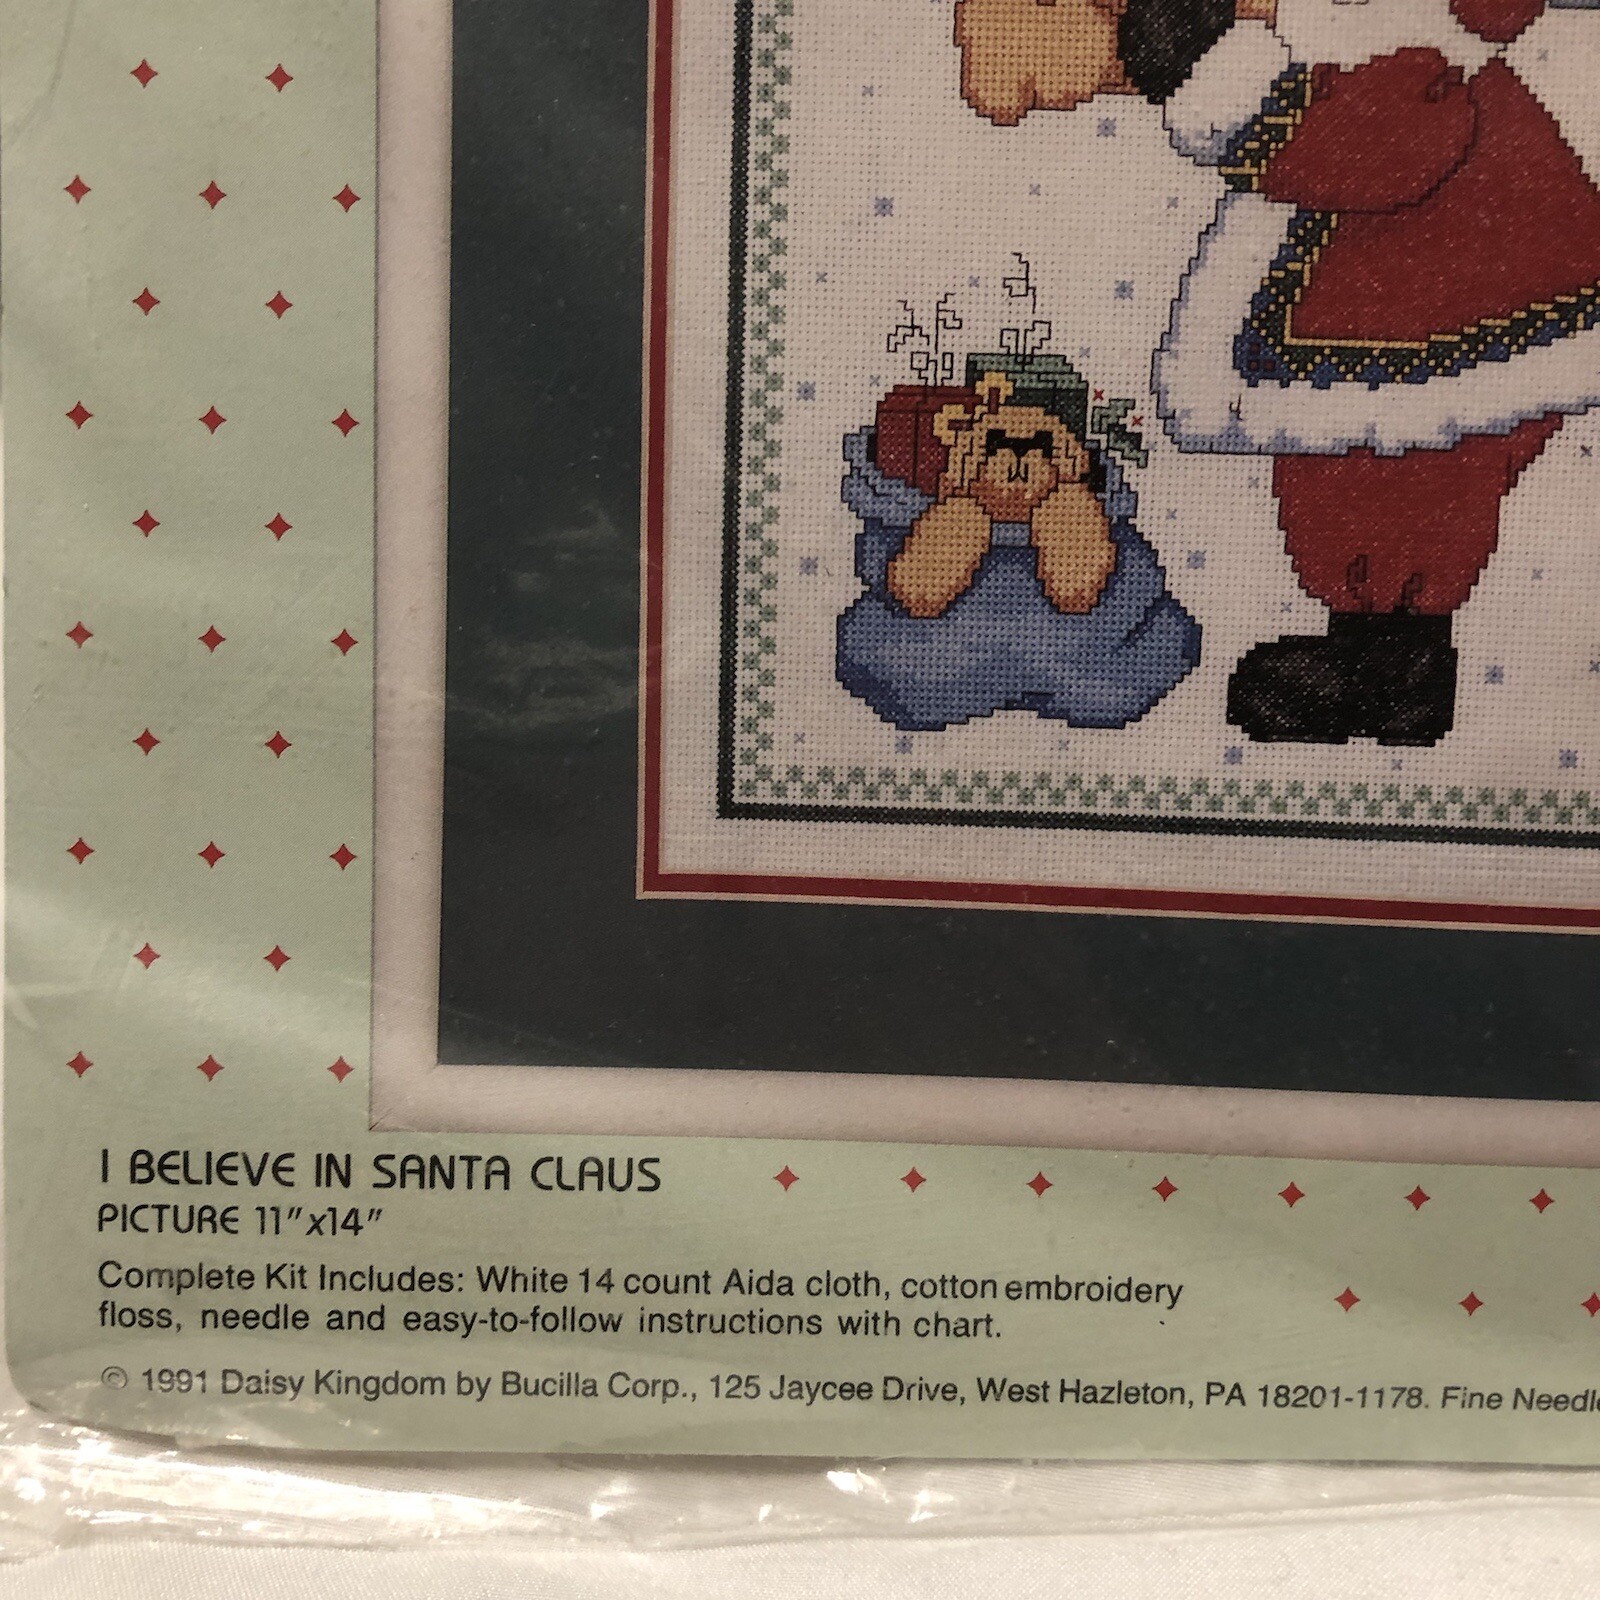 I BELIEVE IN SANTA CLAUS
PICTURE 11"x14"
Complete Kit Includes: White 14 count Aida cloth, cotton embroidery
floss, needle and easy-to-follow instructions with chart.
© 1991 Daisy Kingdom by Bucilla Corp., 125 Jaycee Drive, West Hazleton, PA 18201-1178. Fine